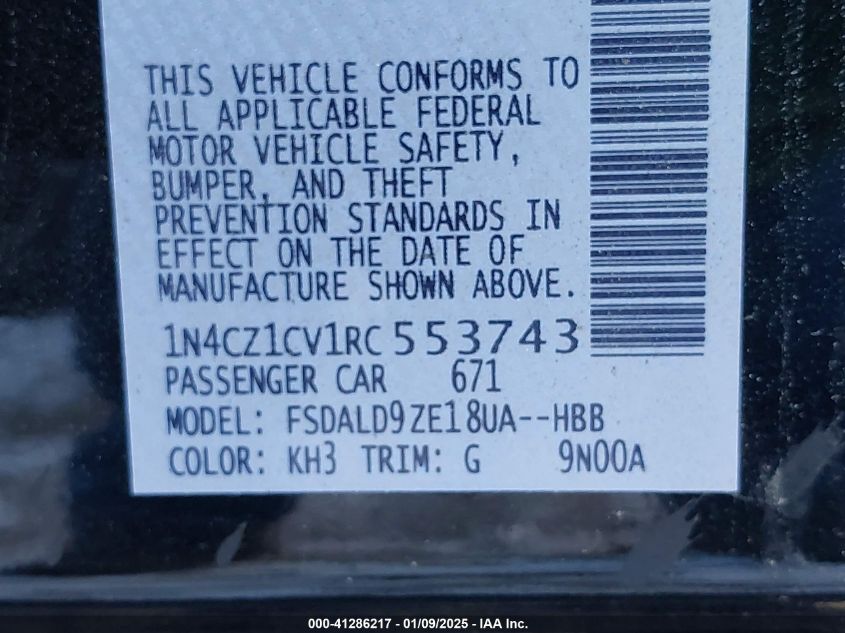 THIS VEHICLE CONFORMS TO
ALL APPLICABLE FEDERAL
MOTOR VEHICLE SAFETY,
BUMPER, AND THEFT
PREVENTION STANDARDS IN
EFFECT ON THE DATE OF
MANUFACTURE SHOWN ABOVE.
1N4CZ1CV1RC553743
PASSENGER CAR 671
MODEL: FSDALD9ZE18UA--HBB
COLOR: KH3 TRIM: G 9N00A
000-41286217 - 01/09/2025 - IAA Inc.